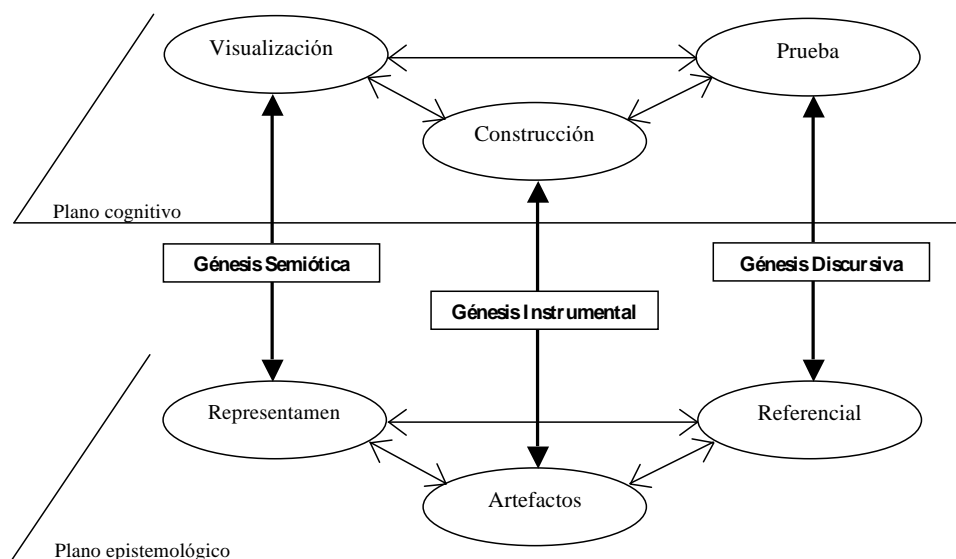 Visualización
Prueba
Construcción
Plano cognitivo
Génesis Semiótica
Génesis Discursiva
Génesis Instrumental
Representamen
Referencial
Artefactos
Plano epistemológico